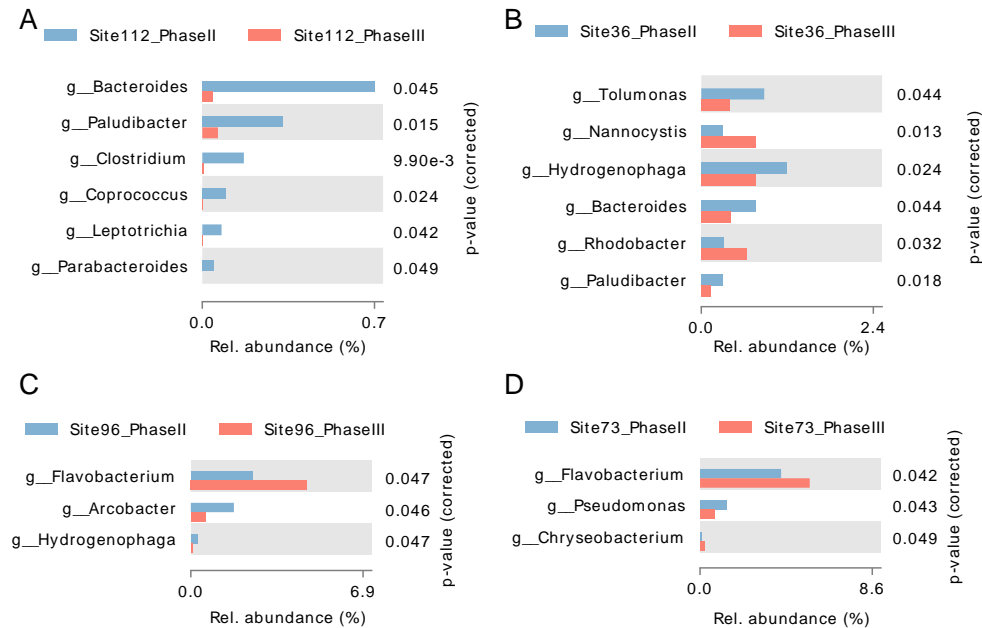 A
Site112_PhaseII Site112_PhaseIII
g__Bacteroides 0.045
g__Paludibacter 0.015
g__Clostridium 9.90e-3
g__Coprococcus 0.024
g__Leptotrichia 0.042
g__Parabacteroides 0.049
p-value (corrected)
0.0 0.7
Rel. abundance (%)
B
Site36_PhaseII Site36_PhaseIII
g__Tolumonas 0.044
g__Nannocystis 0.013
g__Hydrogenophaga 0.024
g__Bacteroides 0.044
g__Rhodobacter 0.032
g__Paludibacter 0.018
p-value (corrected)
0.0 2.4
Rel. abundance (%)
C
Site96_PhaseII Site96_PhaseIII
g__Flavobacterium 0.047
g__Arcobacter 0.046
g__Hydrogenophaga 0.047
p-value (corrected)
0.0 6.9
Rel. abundance (%)
D
Site73_PhaseII Site73_PhaseIII
g__Flavobacterium 0.042
g__Pseudomonas 0.043
g__Chryseobacterium 0.049
p-value (corrected)
0.0 8.6
Rel. abundance (%)